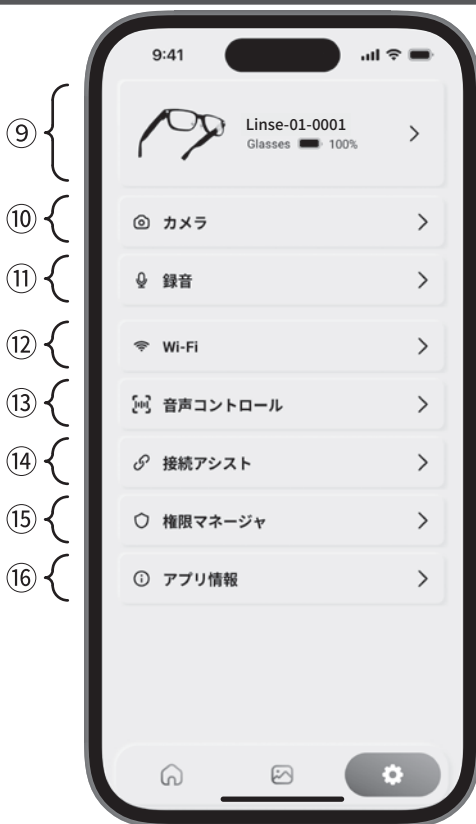 9:41
⑨
Linse-01-0001
Glasses 100%
⑩ カメラ
⑪ 録音
⑫ Wi-Fi
⑬ 音声コントロール
⑭ 接続アシスト
⑮ 権限マネージャ
⑯ アプリ情報